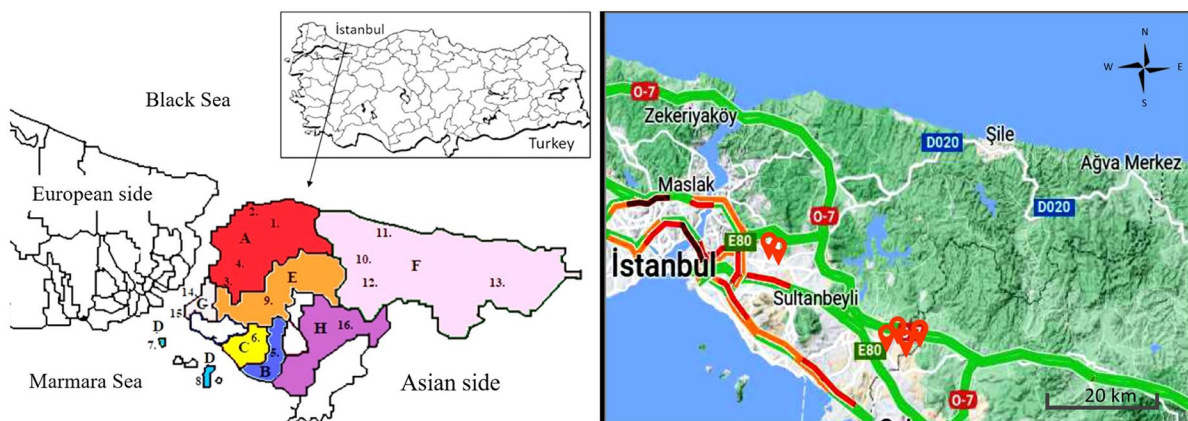 İstanbul
Black Sea
Turkey
European side
2.
1.
A
4.
3.
11.
10.
F
12.
13.
E
9.
14.
G
15.
D
7.
H
16.
6.
C
5.
B
D
8.
Marmara Sea
Asian side
N
W
E
S
O-7
Zekeriyaköy
Şile
D020
Ağva Merkez
Maslak
D020
O-7
E80
İstanbul
Sultanbeyli
E80
O-7
20 km